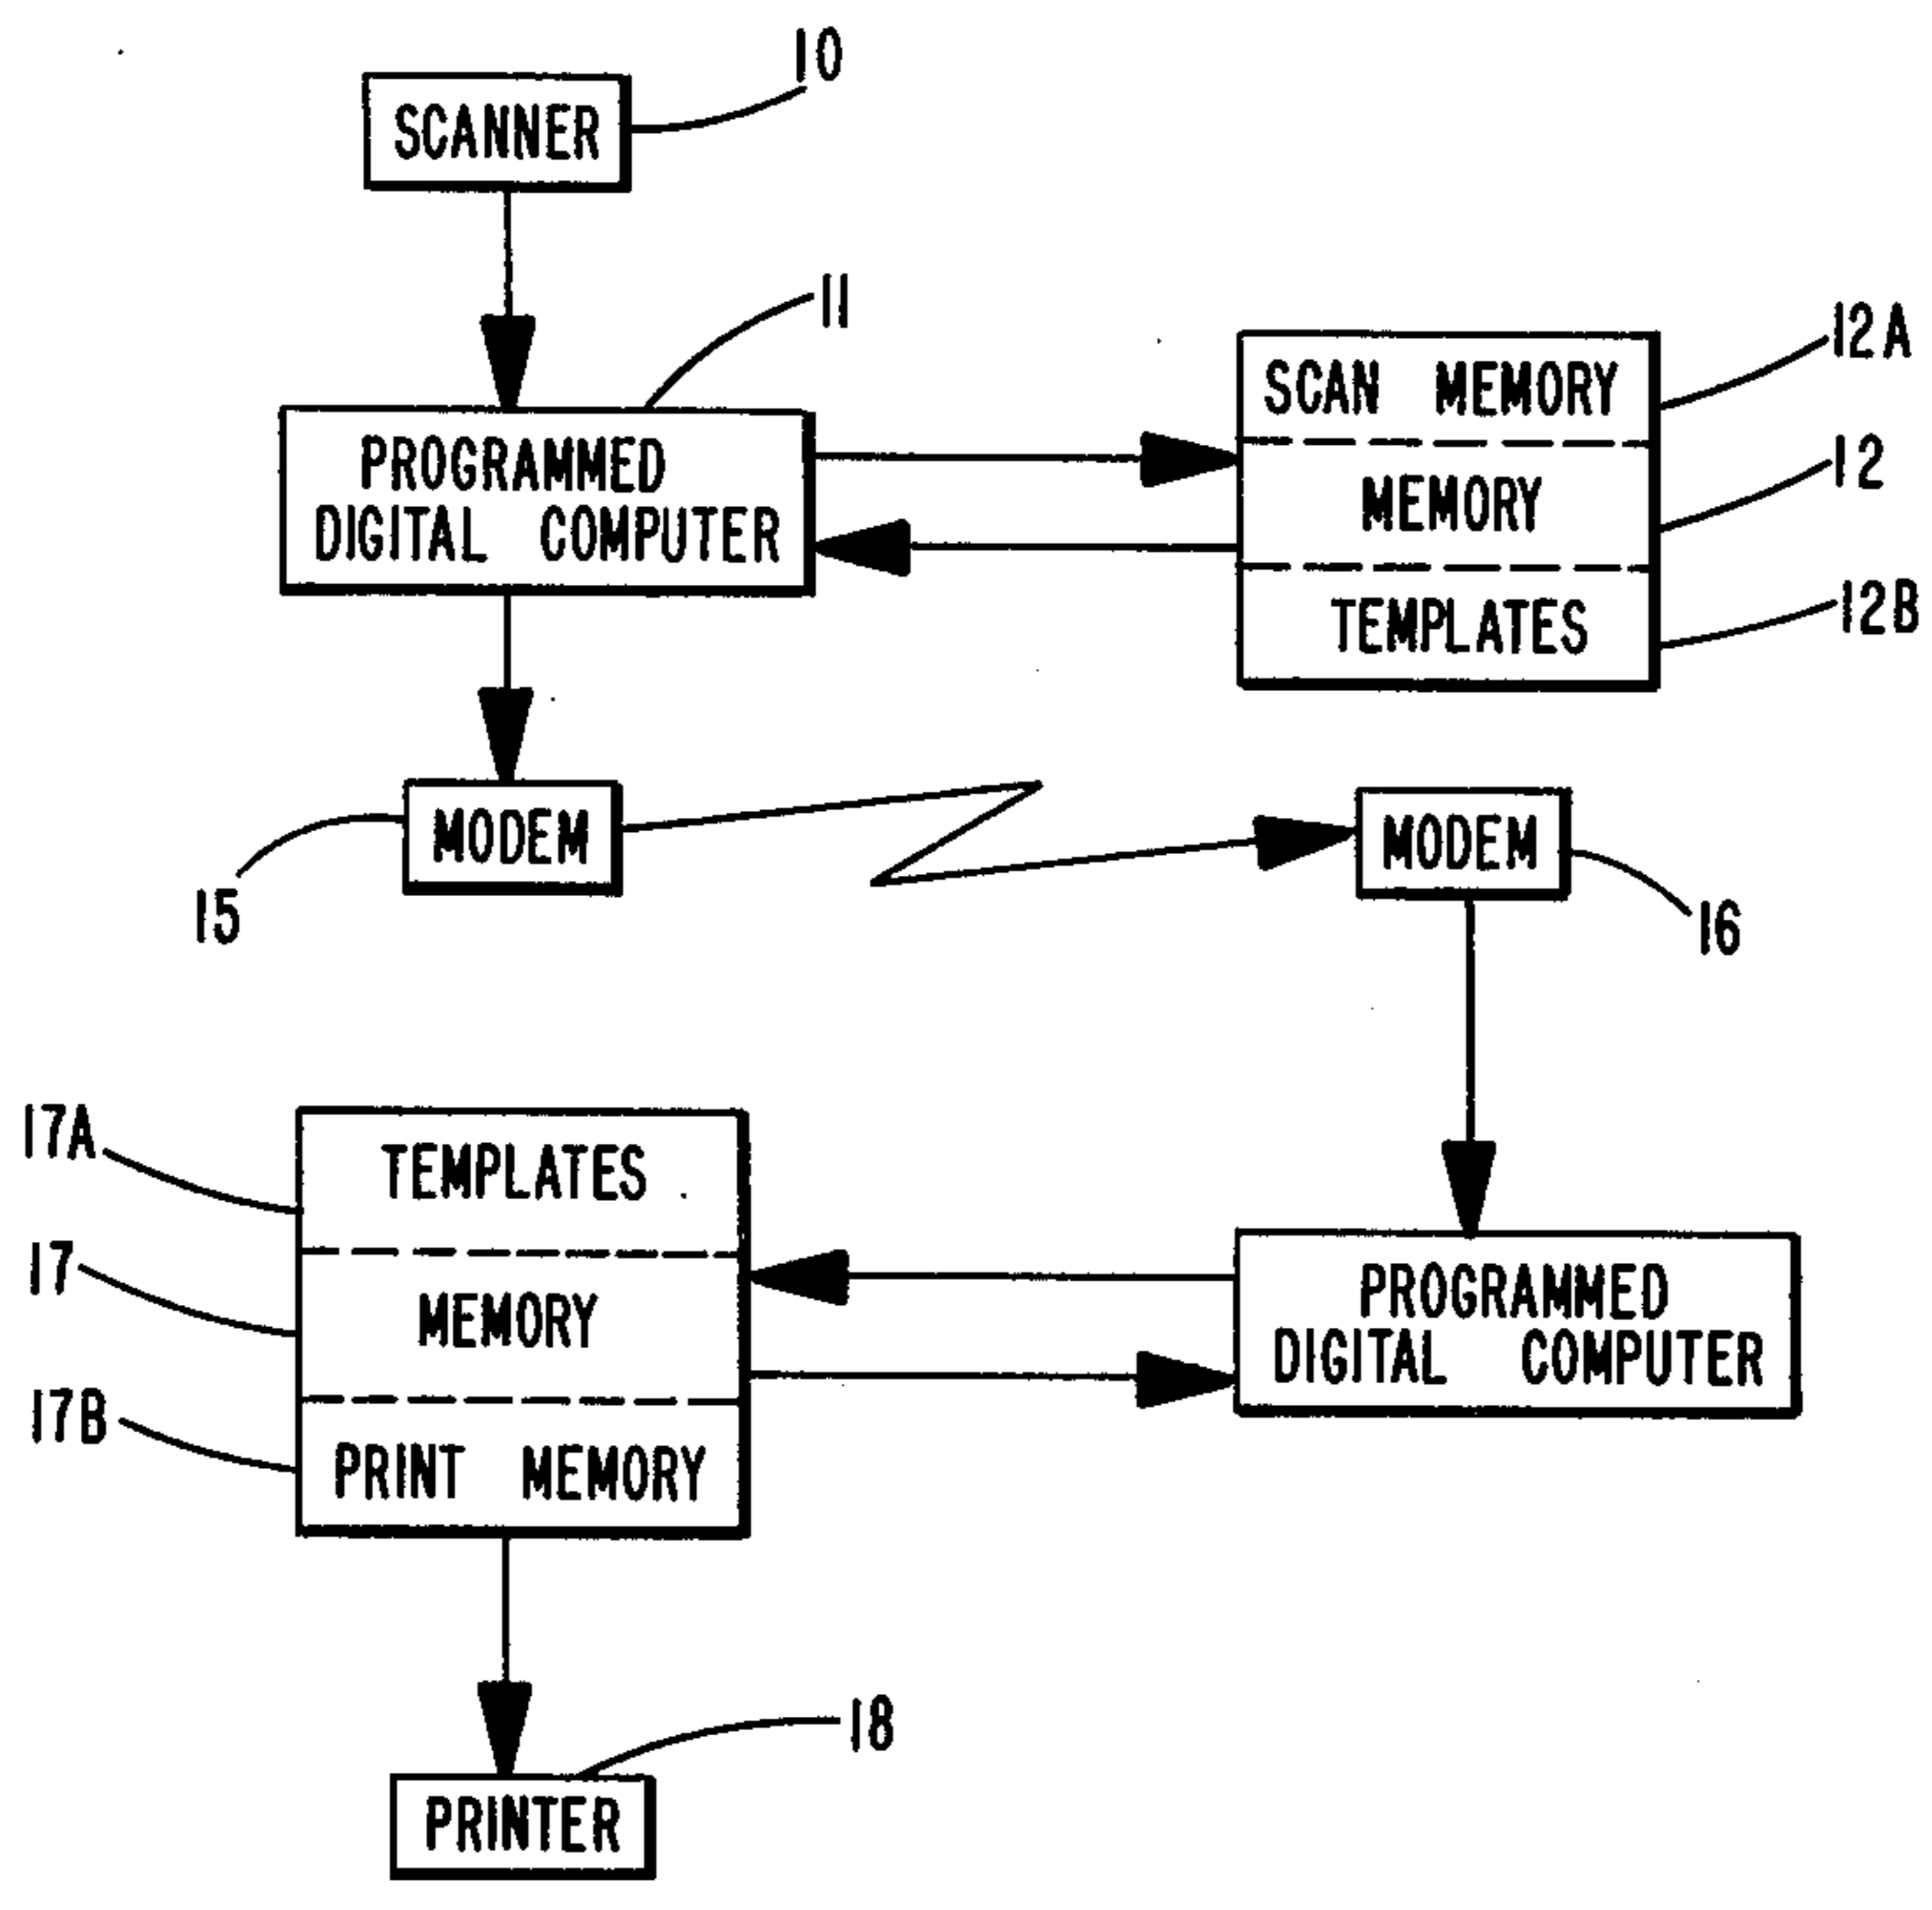 10
SCANNER
11
PROGRAMMED
DIGITAL COMPUTER
SCAN MEMORY
12A
MEMORY
12
TEMPLATES
12B
MODEM
15
MODEM
16
17A
TEMPLATES
17
MEMORY
17B
PRINT MEMORY
PROGRAMMED
DIGITAL COMPUTER
18
PRINTER